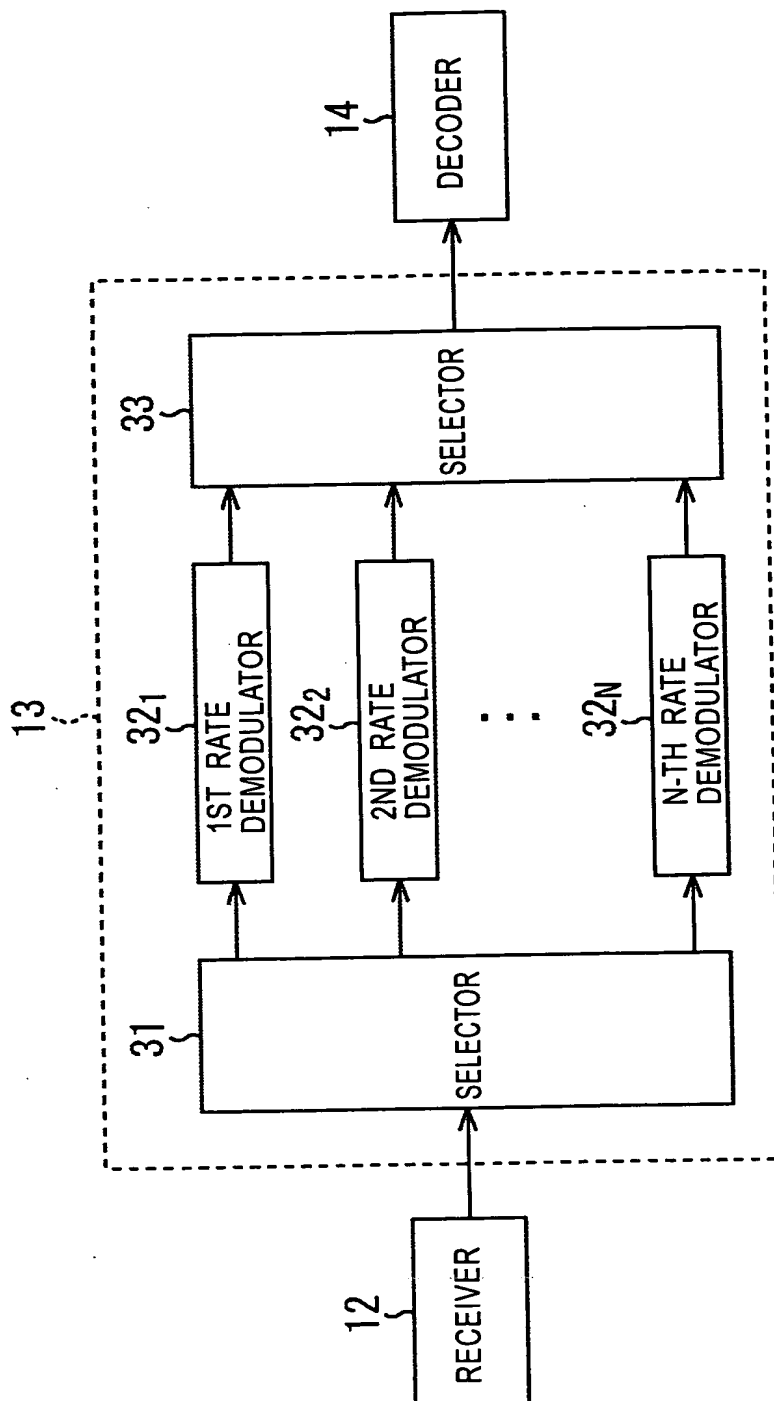 13
12
RECEIVER
31
SELECTOR
32₁
1ST RATE
DEMODULATOR
32₂
2ND RATE
DEMODULATOR
...
32N
N-TH RATE
DEMODULATOR
33
SELECTOR
14
DECODER